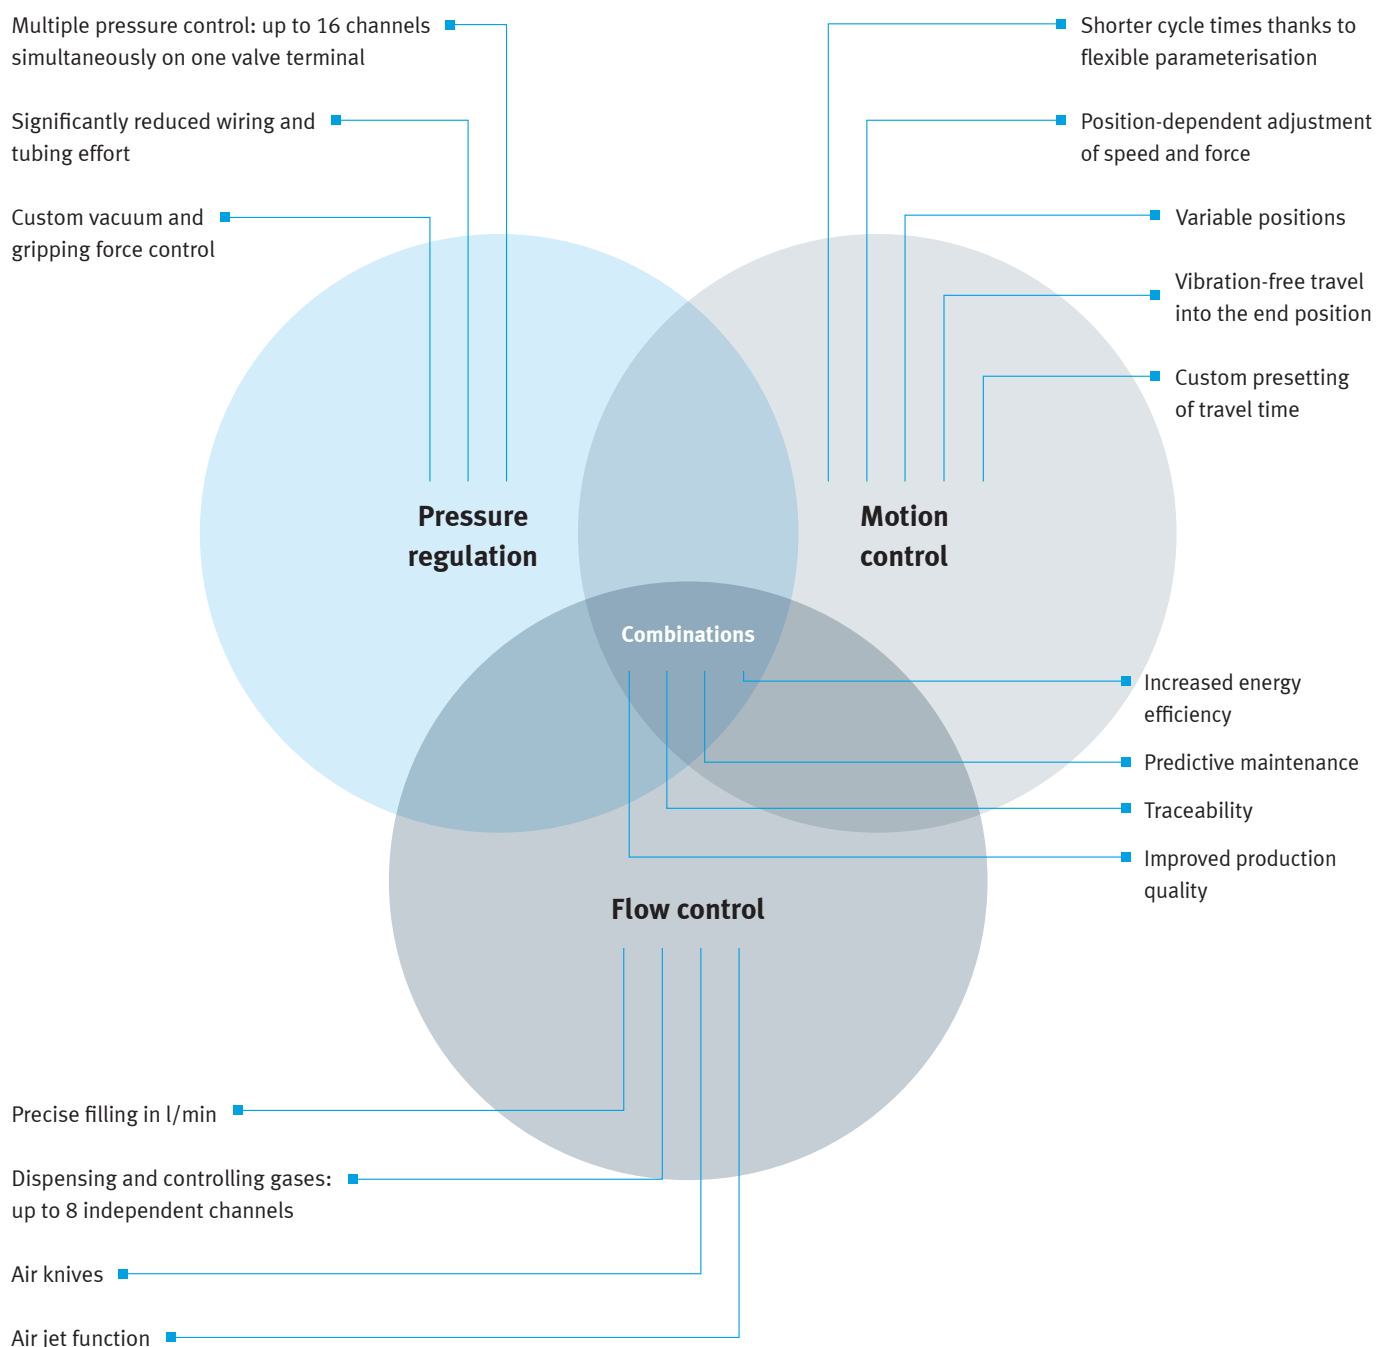 Multiple pressure control: up to 16 channels
simultaneously on one valve terminal
Significantly reduced wiring and
tubing effort
Custom vacuum and
gripping force control
Shorter cycle times thanks to
flexible parameterisation
Position-dependent adjustment
of speed and force
Variable positions
Vibration-free travel
into the end position
Custom presetting
of travel time
Pressure
regulation
Motion
control
Combinations
Increased energy
efficiency
Predictive maintenance
Traceability
Improved production
quality
Flow control
Precise filling in l/min
Dispensing and controlling gases:
up to 8 independent channels
Air knives
Air jet function